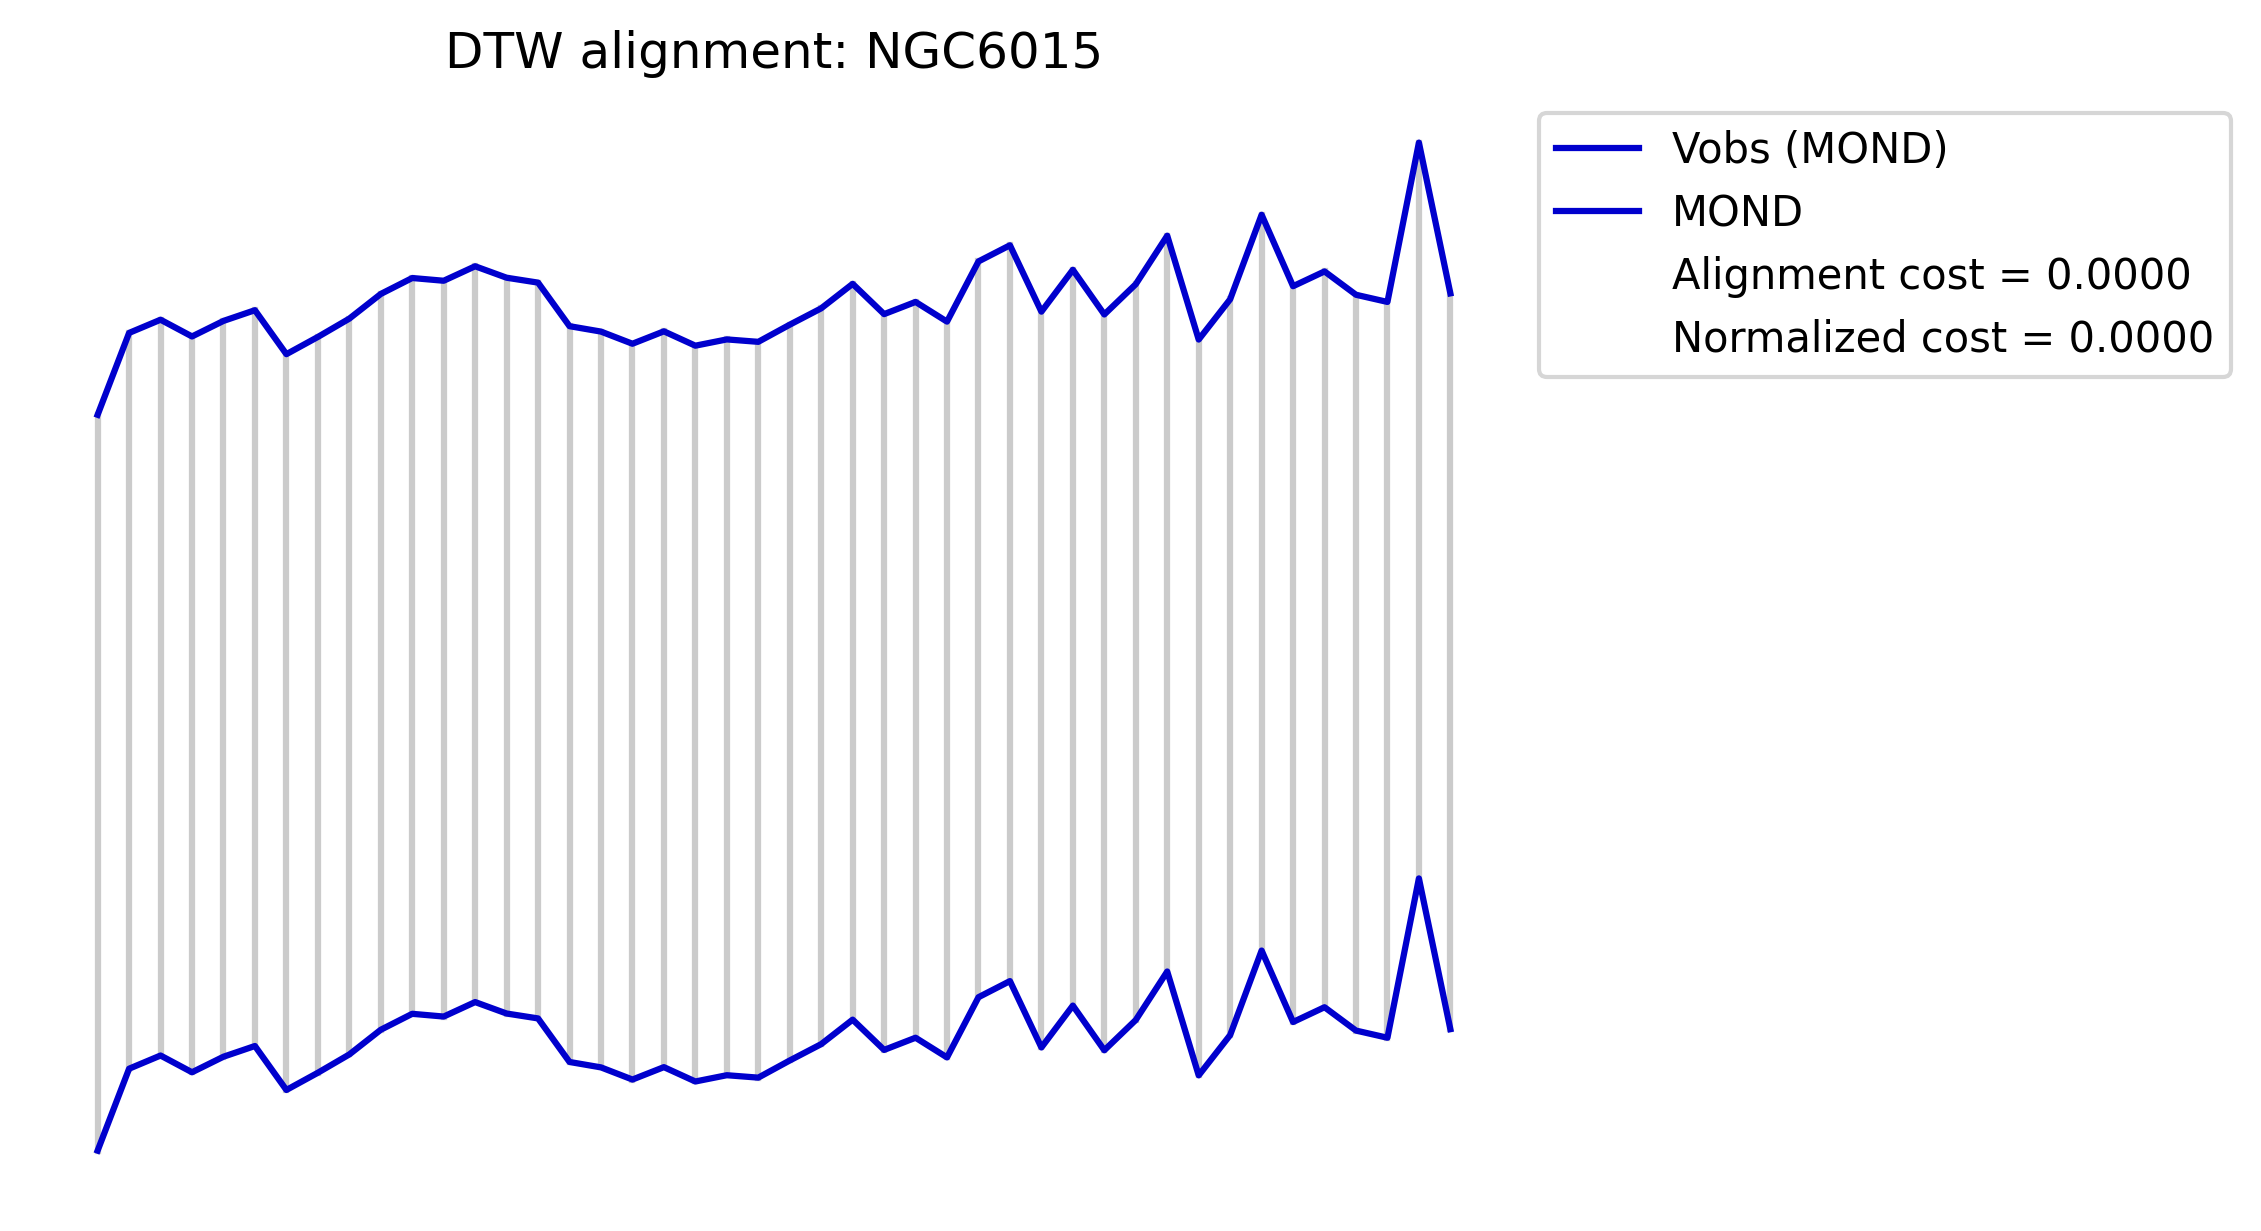 DTW alignment: NGC6015
Vobs (MOND)
MOND
Alignment cost = 0.0000
Normalized cost = 0.0000